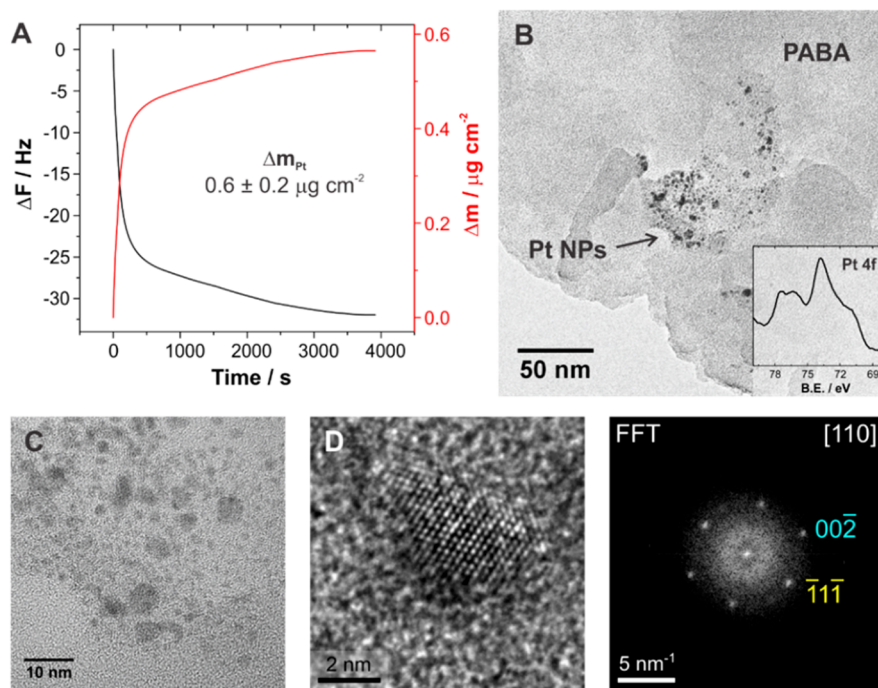 A
ΔF / Hz
0
-5
-10
-15
-20
-25
-30
0 1000 2000 3000 4000
Time / s
Δm_Pt
0.6 ± 0.2 µg cm⁻²
0.6
0.4
0.2
0.0
Δm / µg cm⁻²
B
PABA
Pt NPs
50 nm
Pt 4f
78 75 72 69
B.E. / eV
C
10 nm
D
2 nm
FFT [110]
002̅
1̅11̅
5 nm⁻¹